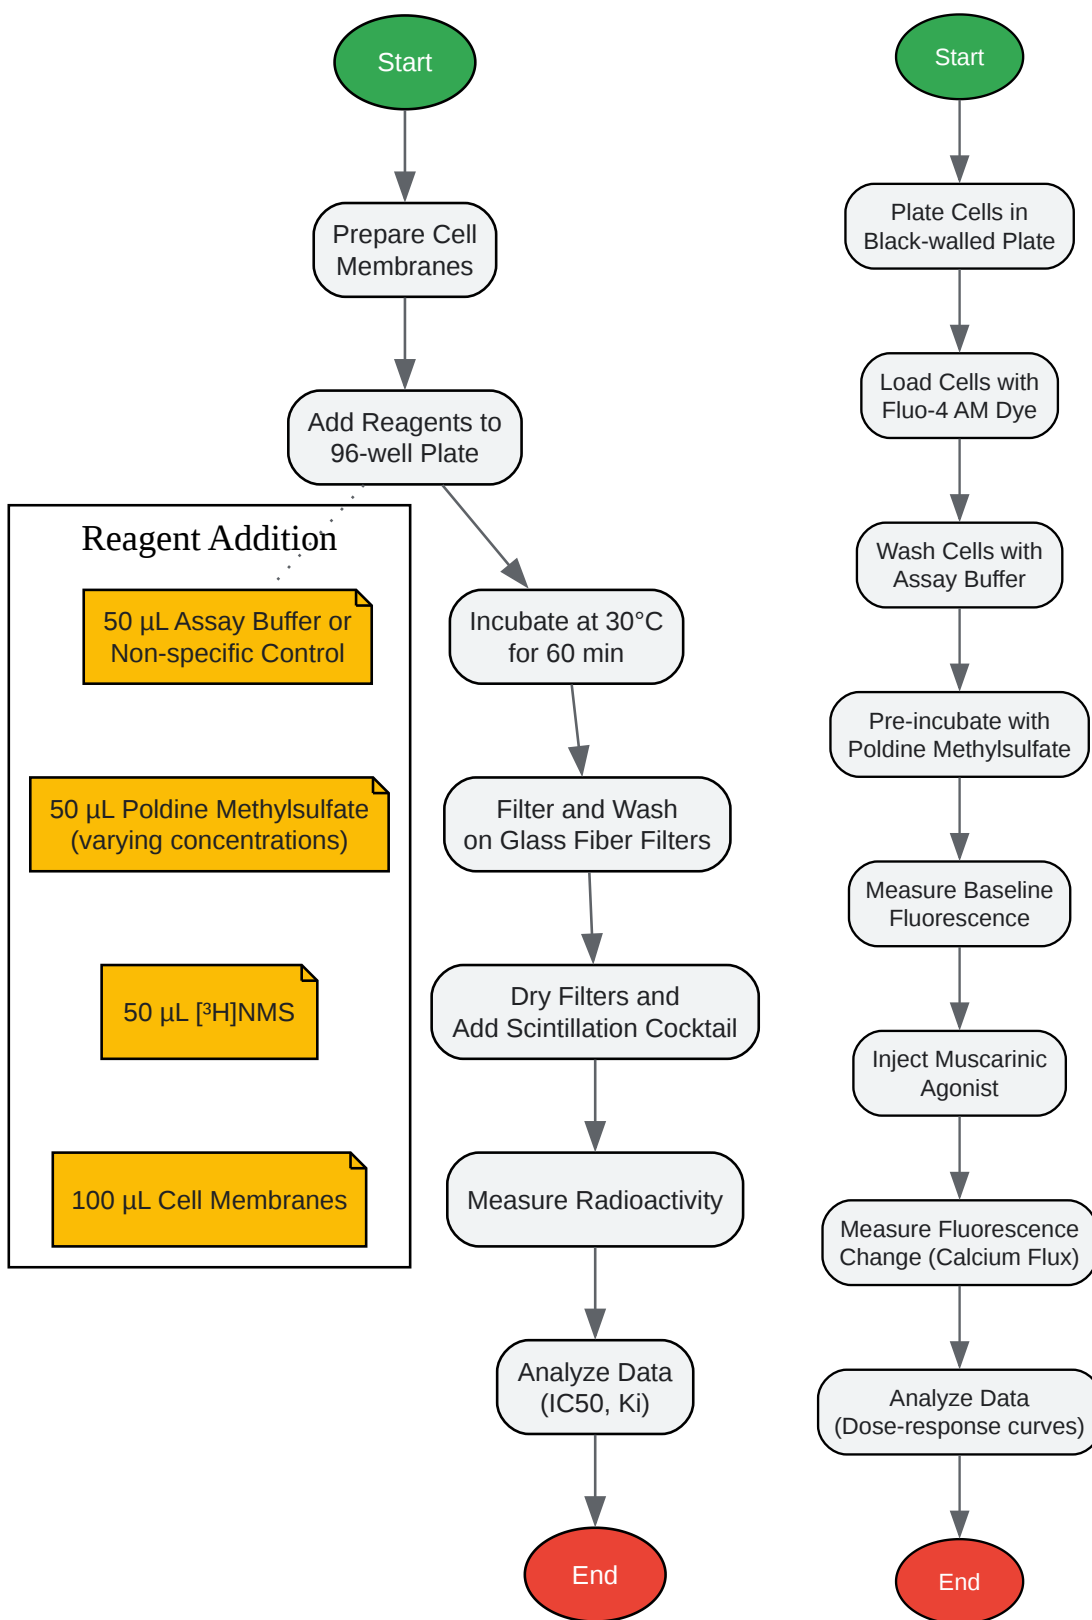 Start
Prepare Cell
Membranes
Add Reagents to
96-well Plate
Reagent Addition
50 µL Assay Buffer or
Non-specific Control
50 µL Poldine Methylsulfate
(varying concentrations)
50 µL [³H]NMS
100 µL Cell Membranes
Incubate at 30°C
for 60 min
Filter and Wash
on Glass Fiber Filters
Dry Filters and
Add Scintillation Cocktail
Measure Radioactivity
Analyze Data
(IC50, Ki)
End
Start
Plate Cells in
Black-walled Plate
Load Cells with
Fluo-4 AM Dye
Wash Cells with
Assay Buffer
Pre-incubate with
Poldine Methylsulfate
Measure Baseline
Fluorescence
Inject Muscarinic
Agonist
Measure Fluorescence
Change (Calcium Flux)
Analyze Data
(Dose-response curves)
End